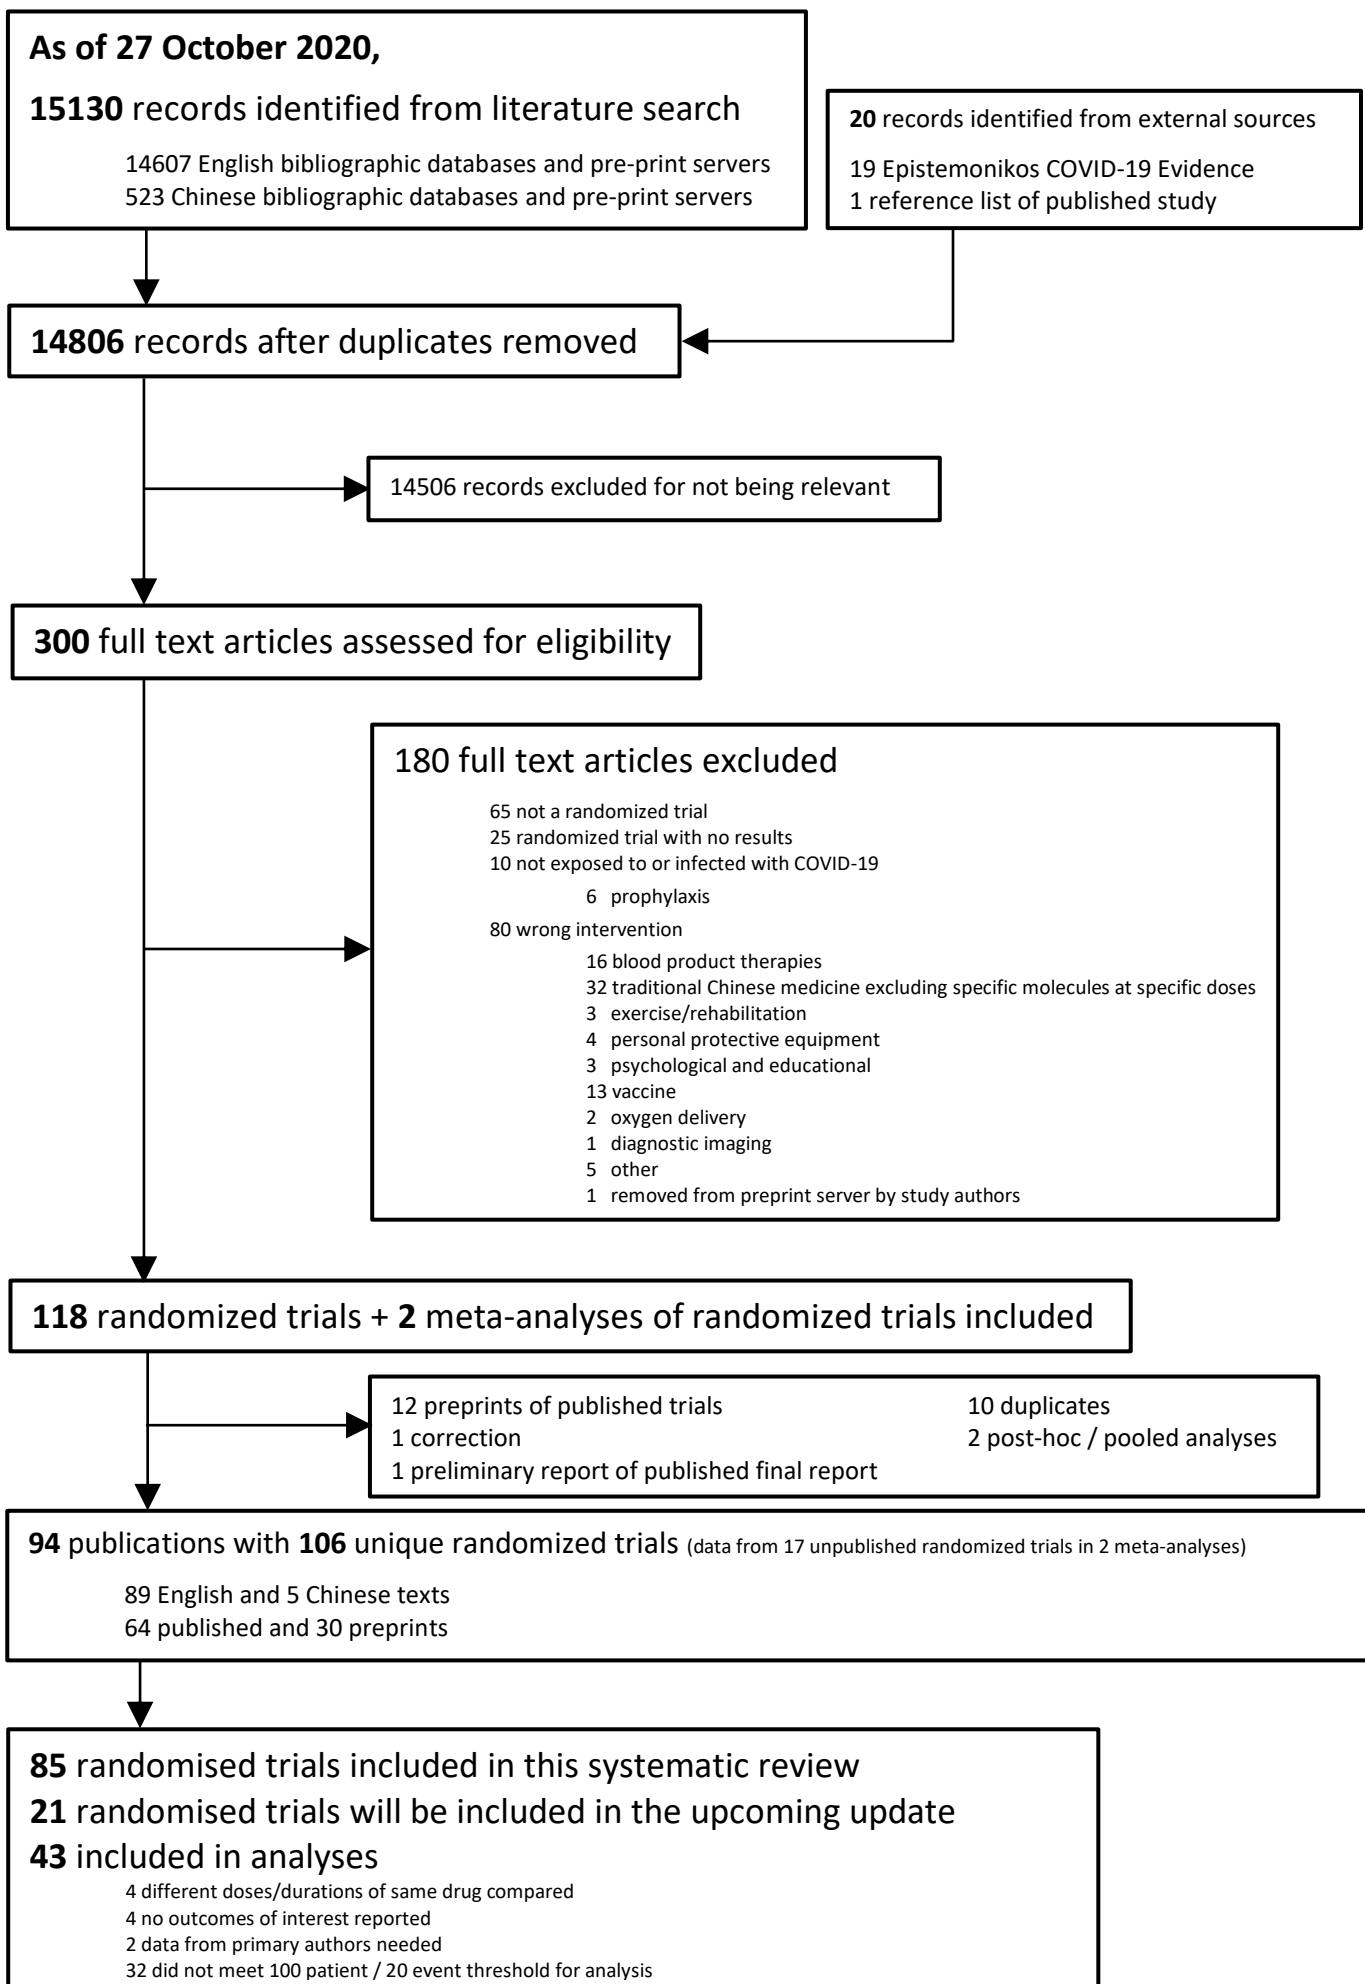 As of 27 October 2020,
15130 records identified from literature search
14607 English bibliographic databases and pre-print servers
523 Chinese bibliographic databases and pre-print servers
20 records identified from external sources
19 Epistemonikos COVID-19 Evidence
1 reference list of published study
14806 records after duplicates removed
14506 records excluded for not being relevant
300 full text articles assessed for eligibility
180 full text articles excluded
65 not a randomized trial
25 randomized trial with no results
10 not exposed to or infected with COVID-19
6 prophylaxis
80 wrong intervention
16 blood product therapies
32 traditional Chinese medicine excluding specific molecules at specific doses
3 exercise/rehabilitation
4 personal protective equipment
3 psychological and educational
13 vaccine
2 oxygen delivery
1 diagnostic imaging
5 other
1 removed from preprint server by study authors
118 randomized trials + 2 meta-analyses of randomized trials included
12 preprints of published trials
1 correction
1 preliminary report of published final report
10 duplicates
2 post-hoc / pooled analyses
94 publications with 106 unique randomized trials (data from 17 unpublished randomized trials in 2 meta-analyses)
89 English and 5 Chinese texts
64 published and 30 preprints
85 randomised trials included in this systematic review
21 randomised trials will be included in the upcoming update
43 included in analyses
4 different doses/durations of same drug compared
4 no outcomes of interest reported
2 data from primary authors needed
32 did not meet 100 patient / 20 event threshold for analysis